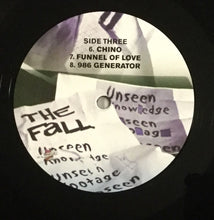 SIDE THREE
6. CHINO
7. FUNNEL OF LOVE
8. 986 GENERATOR
THE
FALL
Unseen
Knowledge
Unseen
Footage
Unseen
Knowledge
Unseen
Footage
Unseen
Knowledge